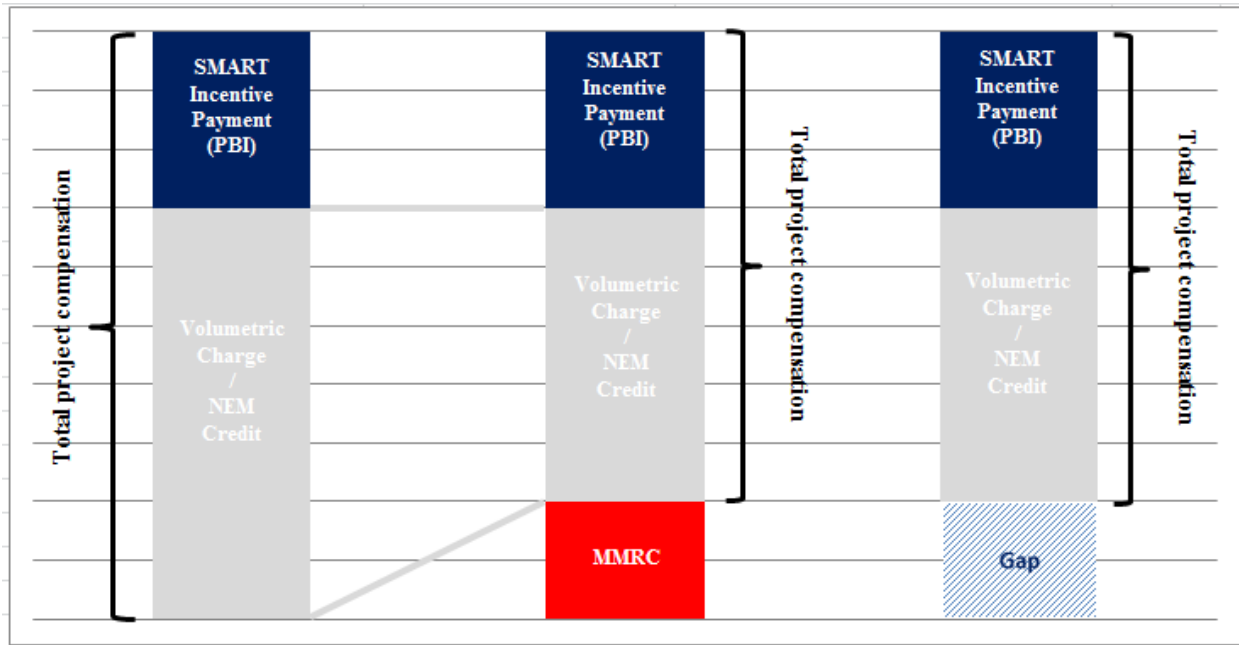 Total project compensation
SMART
Incentive
Payment
(PBI)
Volumetric
Charge
/
NEM
Credit
SMART
Incentive
Payment
(PBI)
Volumetric
Charge
/
NEM
Credit
MMRC
Total project compensation
SMART
Incentive
Payment
(PBI)
Volumetric
Charge
/
NEM
Credit
Gap
Total project compensation